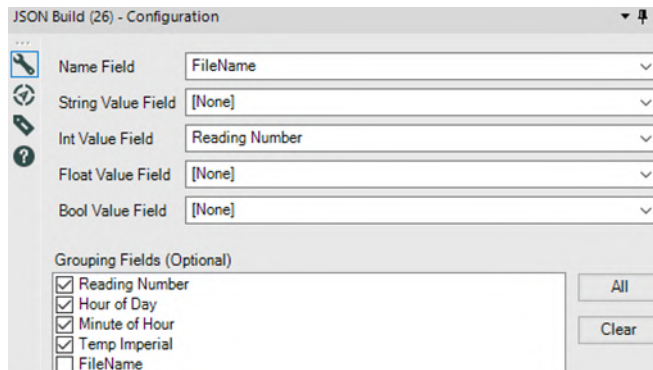 JSON Build (26) - Configuration
Name Field FileName
String Value Field [None]
Int Value Field Reading Number
Float Value Field [None]
Bool Value Field [None]
Grouping Fields (Optional)
Reading Number
All
Hour of Day
Minute of Hour
Clear
Temp Imperial
FileName